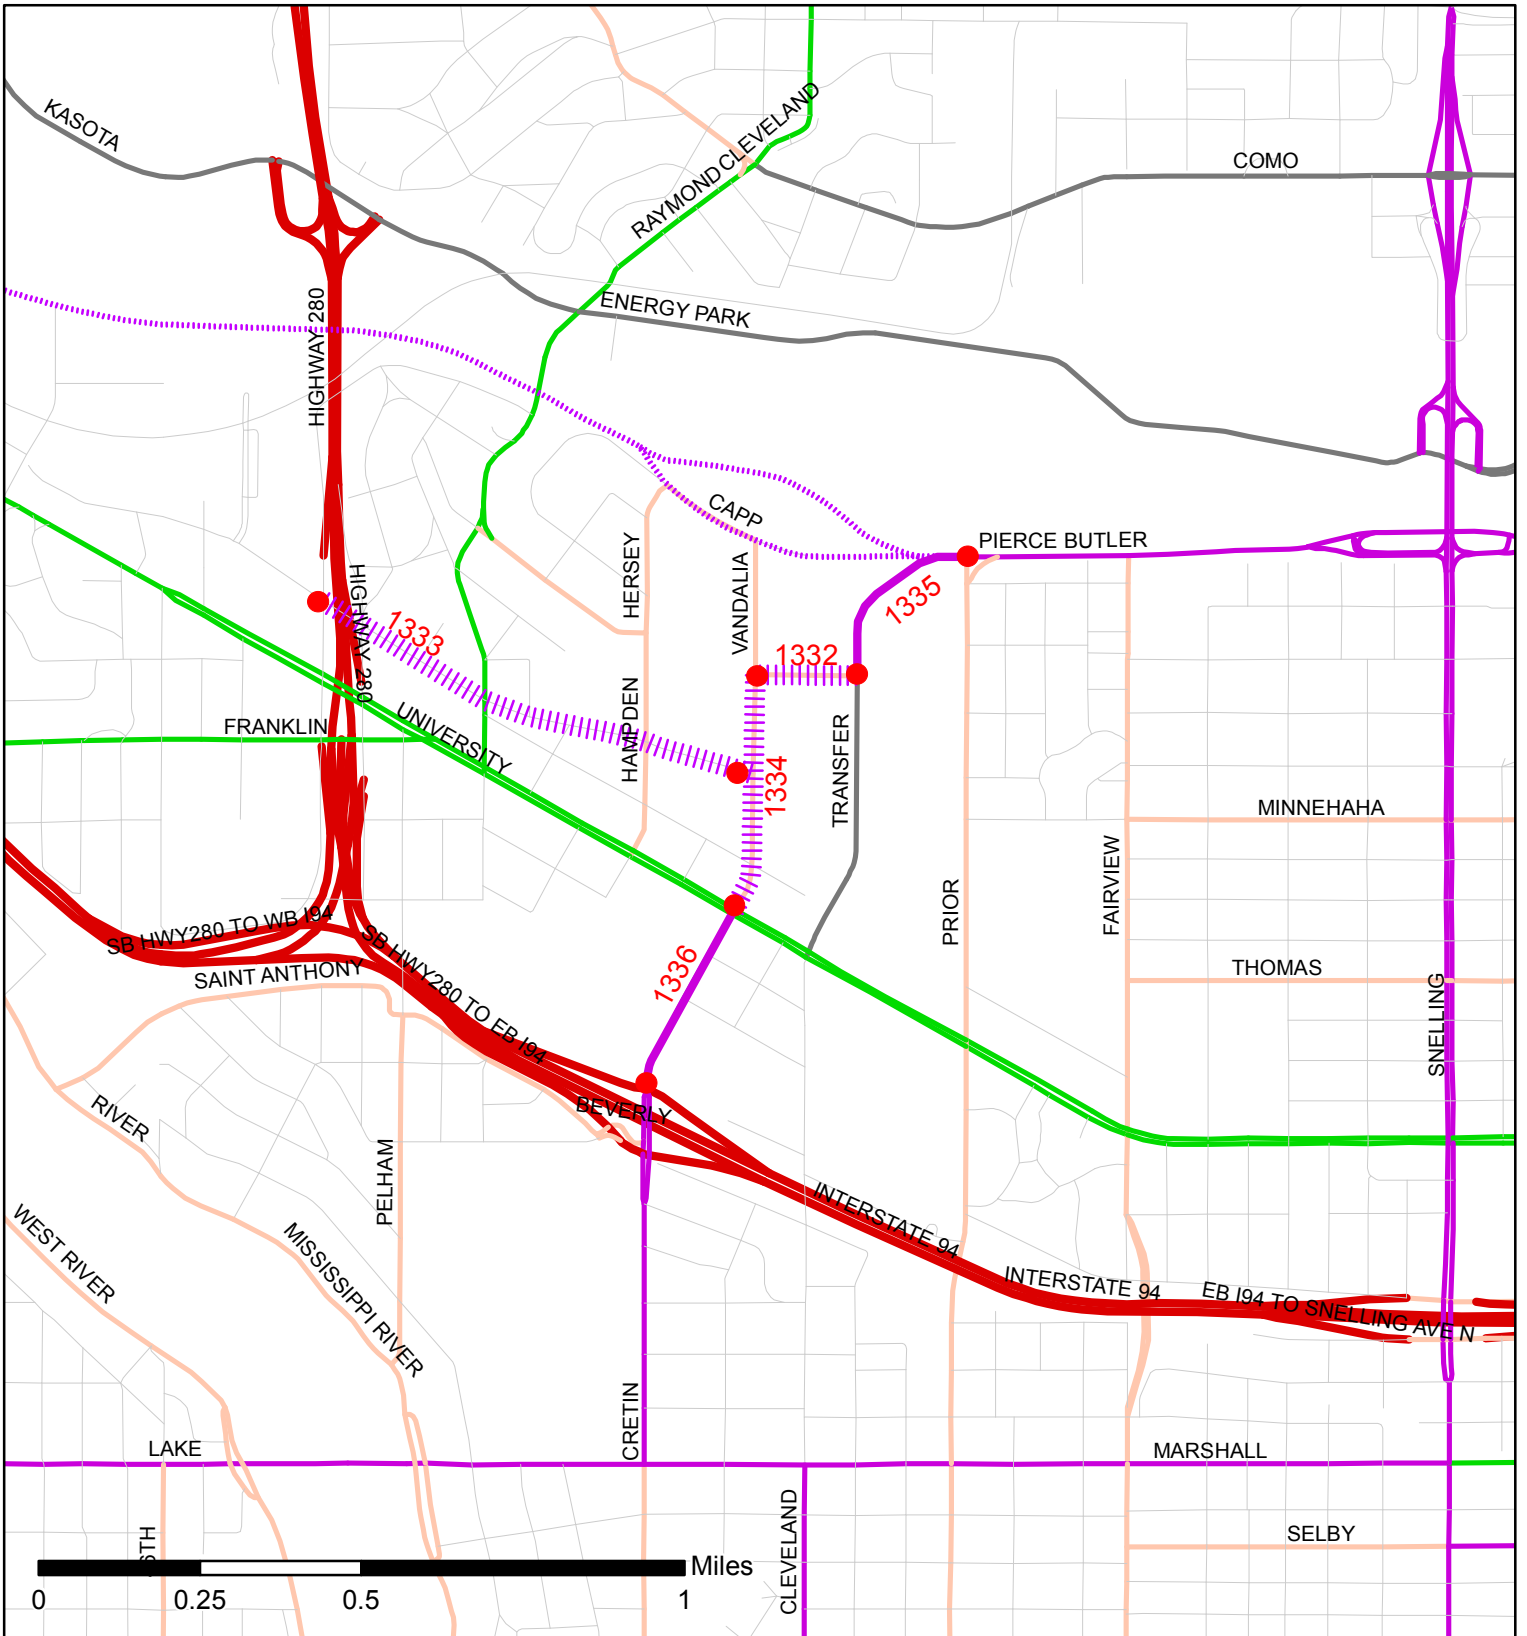 KASOTA
RAYMOND
CLEVELAND
COMO
HIGHWAY 280
ENERGY PARK
CAPP
PIERCE BUTLER
HERSEY
VANDALIA
1335
1333
HIGHWAY 280
1332
HAMPDEN
TRANSFER
FRANKLIN
UNIVERSITY
1334
MINNEHAHA
PRIOR
FAIRVIEW
SB HWY280 TO WB I94
SB HWY280 TO EB I94
SAINT ANTHONY
1336
THOMAS
SNELLING
RIVER
BEVERLY
PELHAM
WEST RIVER
MISSISSIPPI RIVER
INTERSTATE 94
INTERSTATE 94
EB I94 TO SNELLING AVE N
CRETIN
LAKE
MARSHALL
CLEVELAND
SELBY
Miles
0 0.25 0.5 1